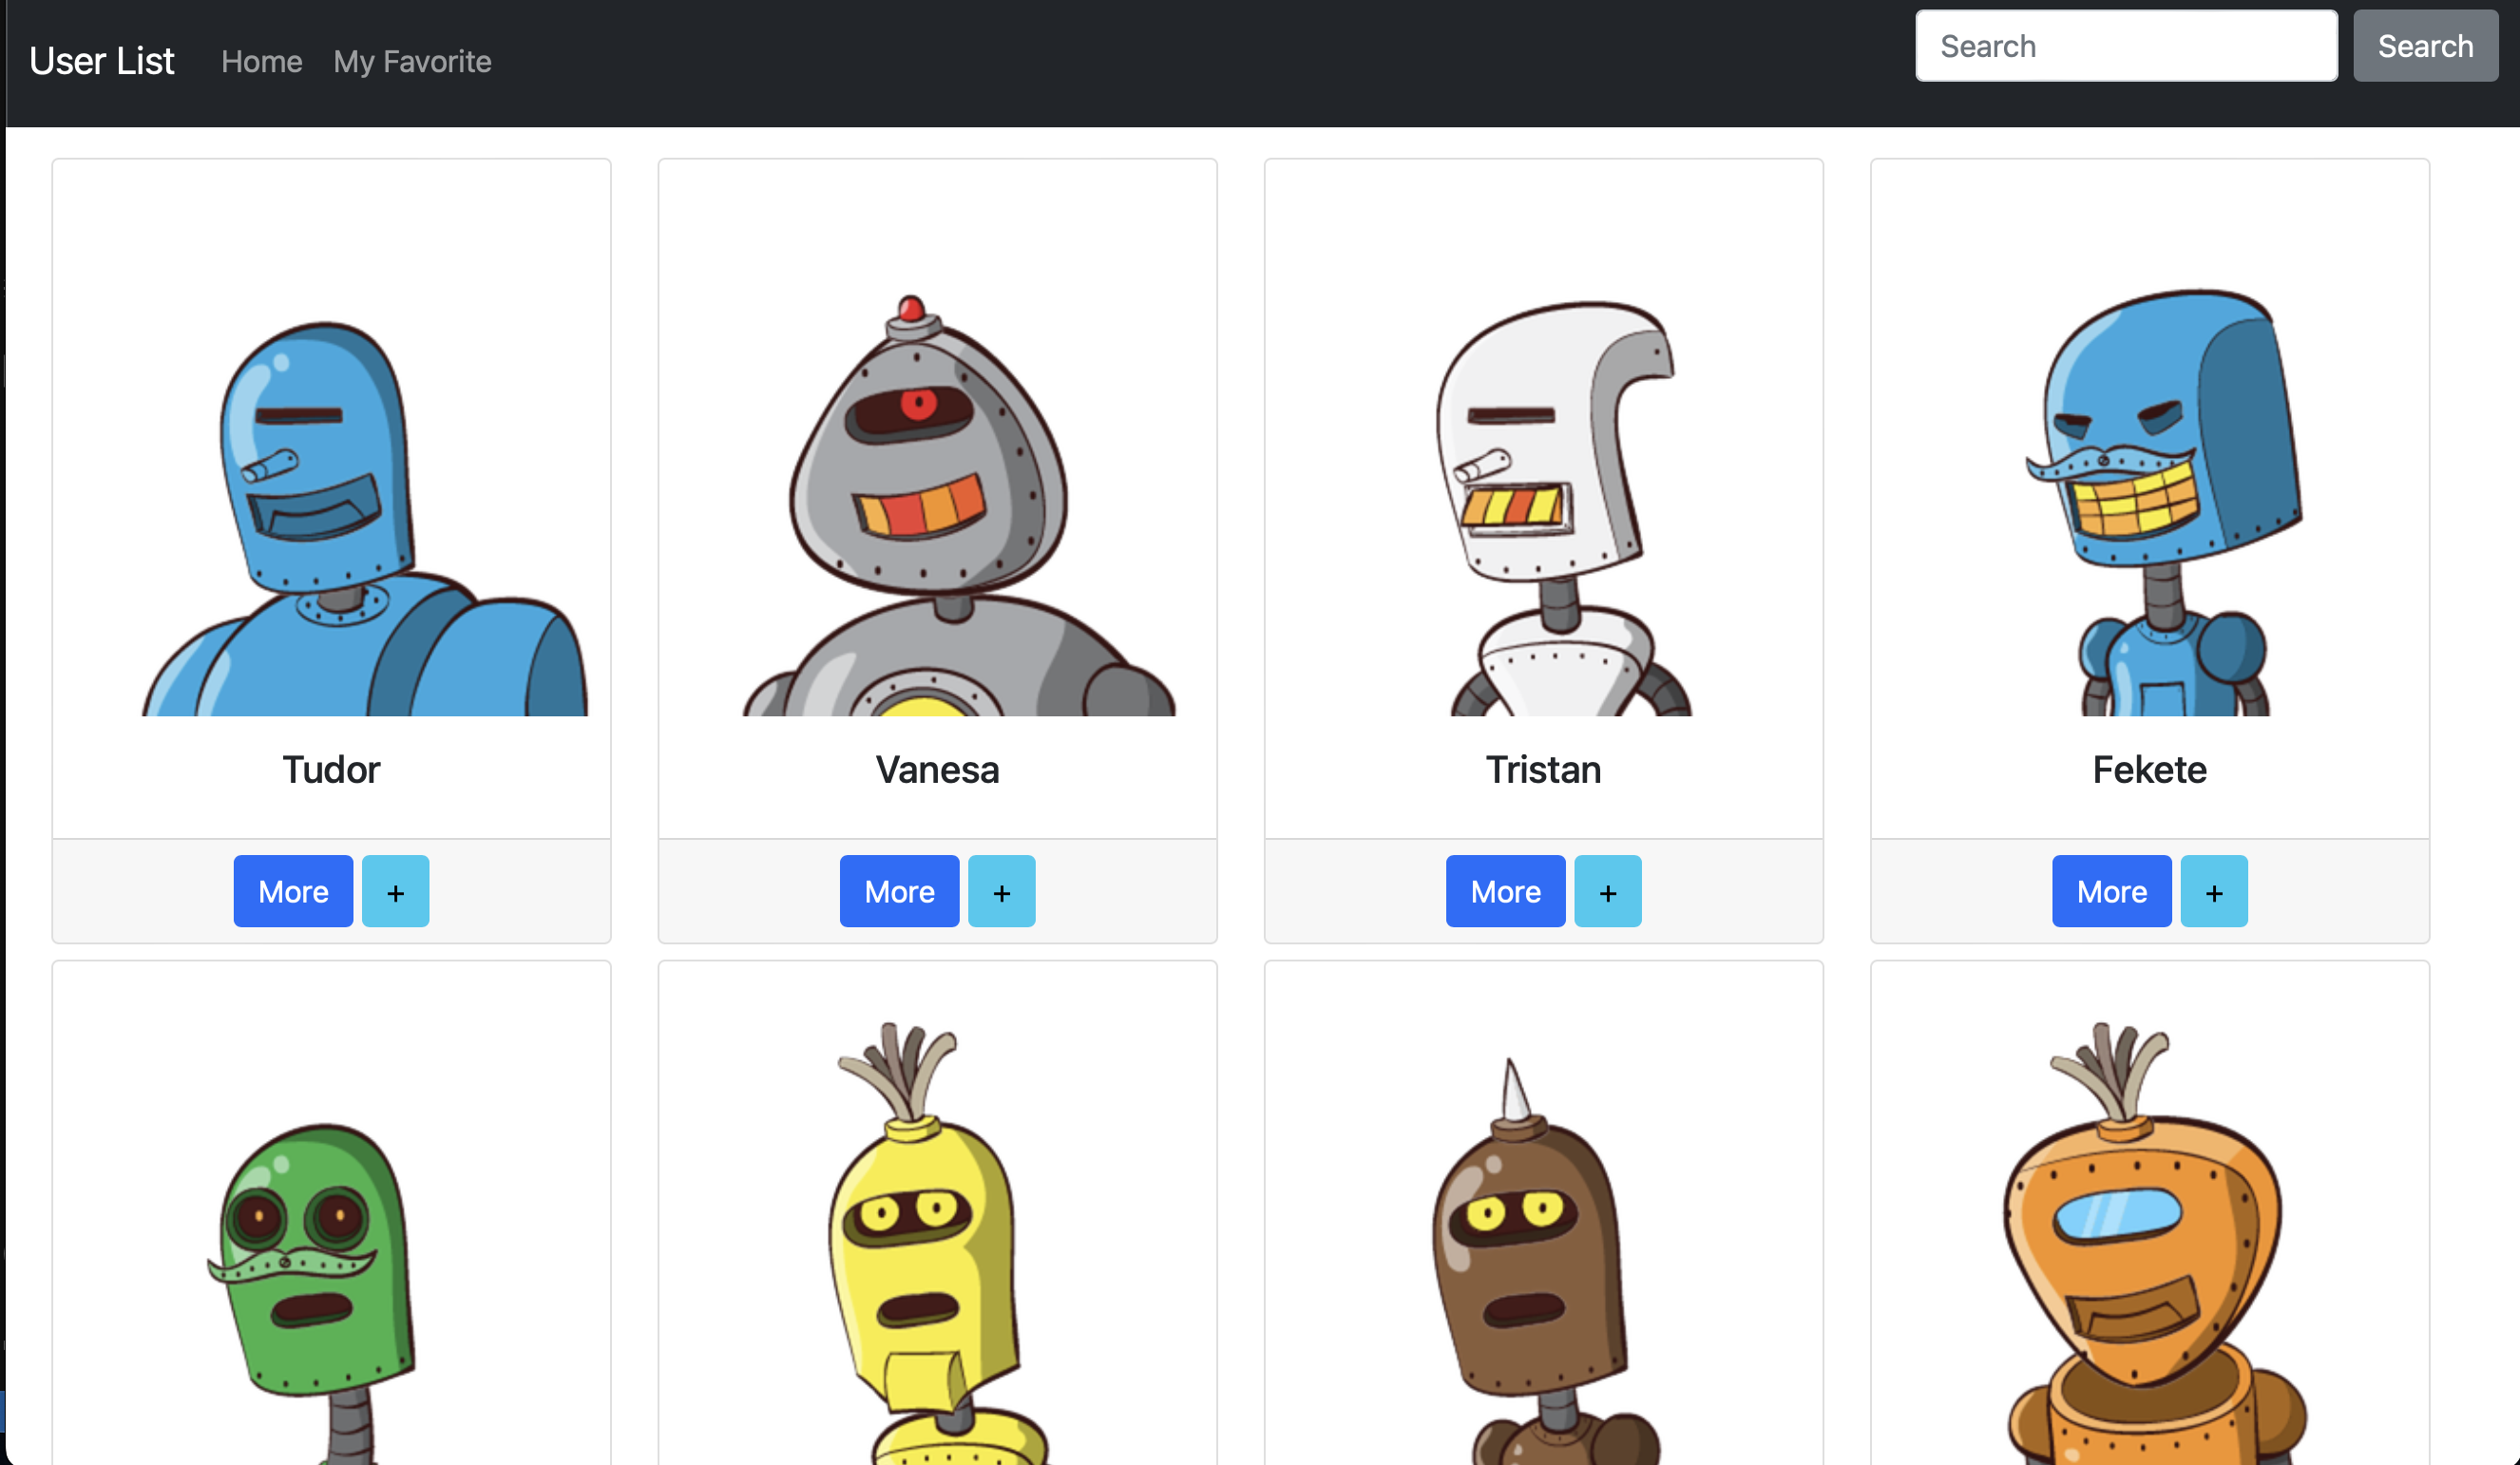 User List Home My Favorite Search Search
Tudor Vanesa Tristan Fekete
More + More + More + More +